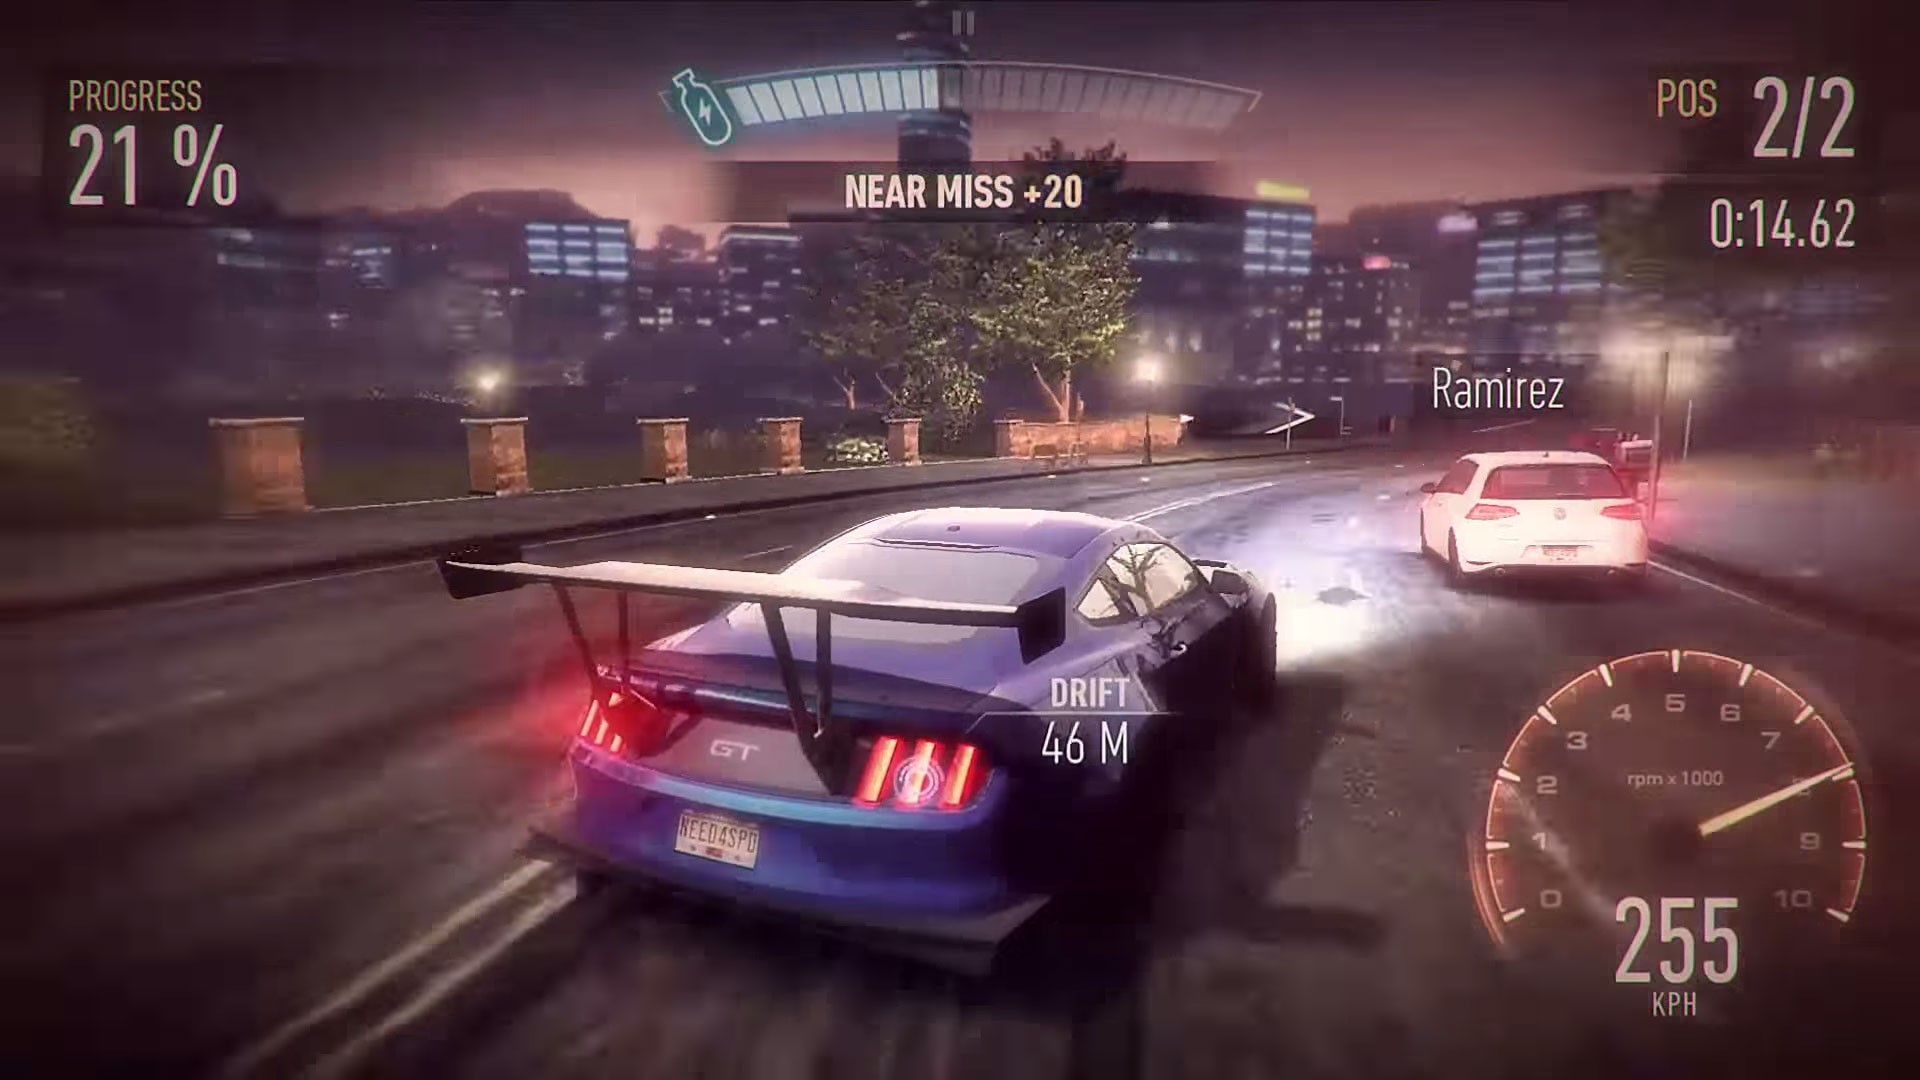 PROGRESS
21 %
NEAR MISS +20
POS 2/2
0:14.62
Ramirez
DRIFT
46 M
GT
NEED4SPD
0
1
2
3
4
5
6
7
8
9
10
rpm x 1000
255
KPH